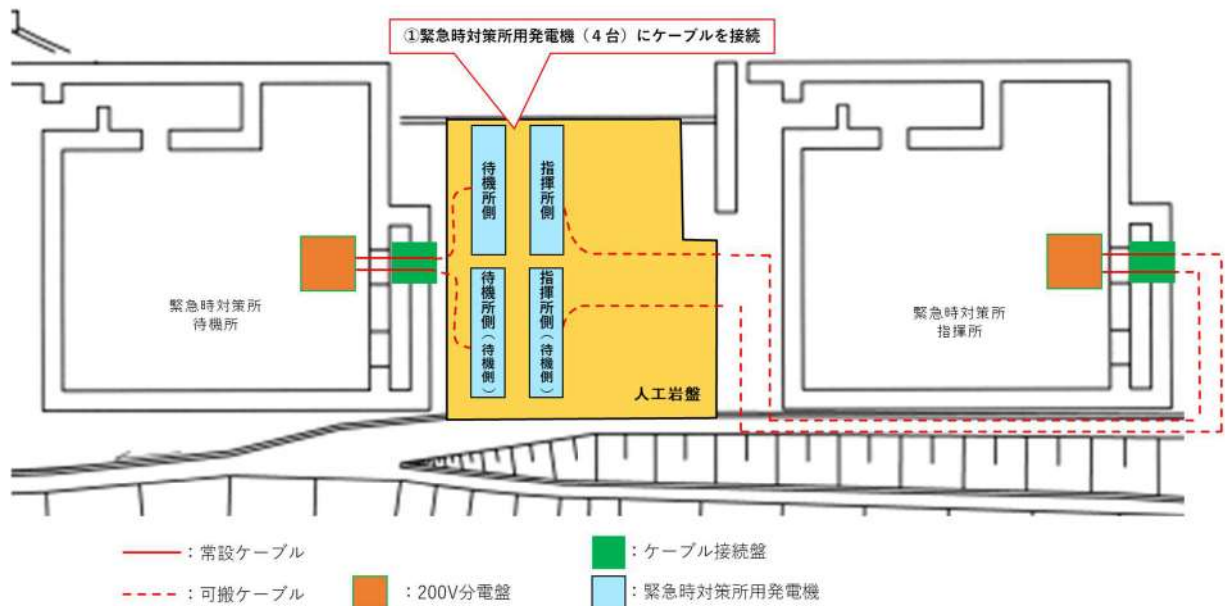 ①緊急時対策所用発電機（4台）にケーブルを接続
待機所側
指揮所側
待機所側（待機側）
指揮所側（待機側）
緊急時対策所
待機所
緊急時対策所
指揮所
人工岩盤
：常設ケーブル
：ケーブル接続盤
：可搬ケーブル
：200V分電盤
：緊急時対策所用発電機